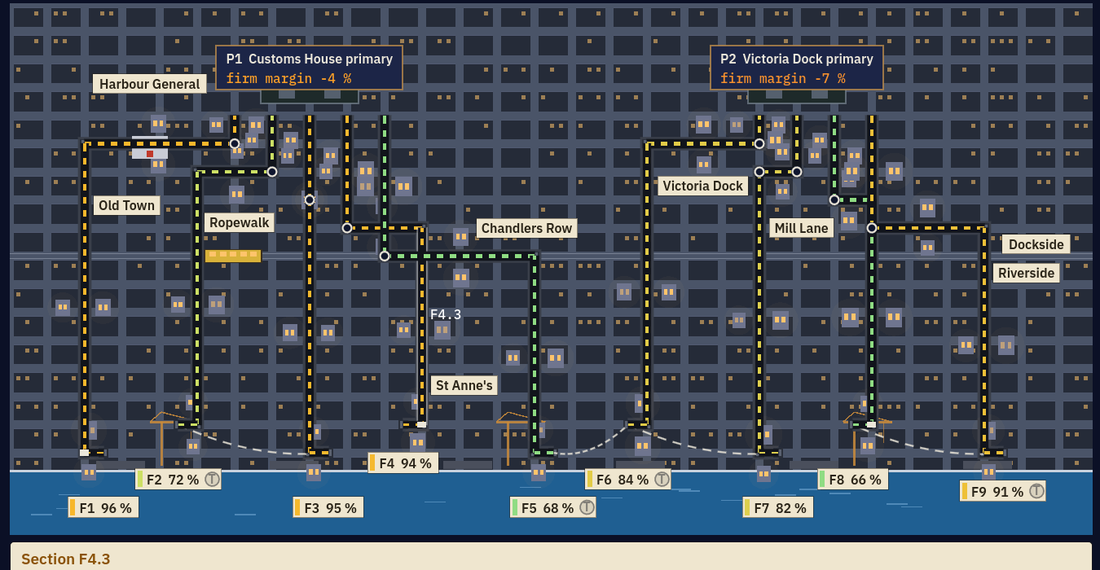 P1 Customs House primary
firm margin -4 %
P2 Victoria Dock primary
firm margin -7 %
Harbour General
Old Town
Ropewalk
Chandlers Row
Victoria Dock
Mill Lane
Dockside
Riverside
F4.3
St Anne's
F4 94 %
F2 72 % T
F6 84 % T
F8 66 %
F9 91 % T
F1 96 %
F3 95 %
F5 68 % T
F7 82 %
Section F4.3